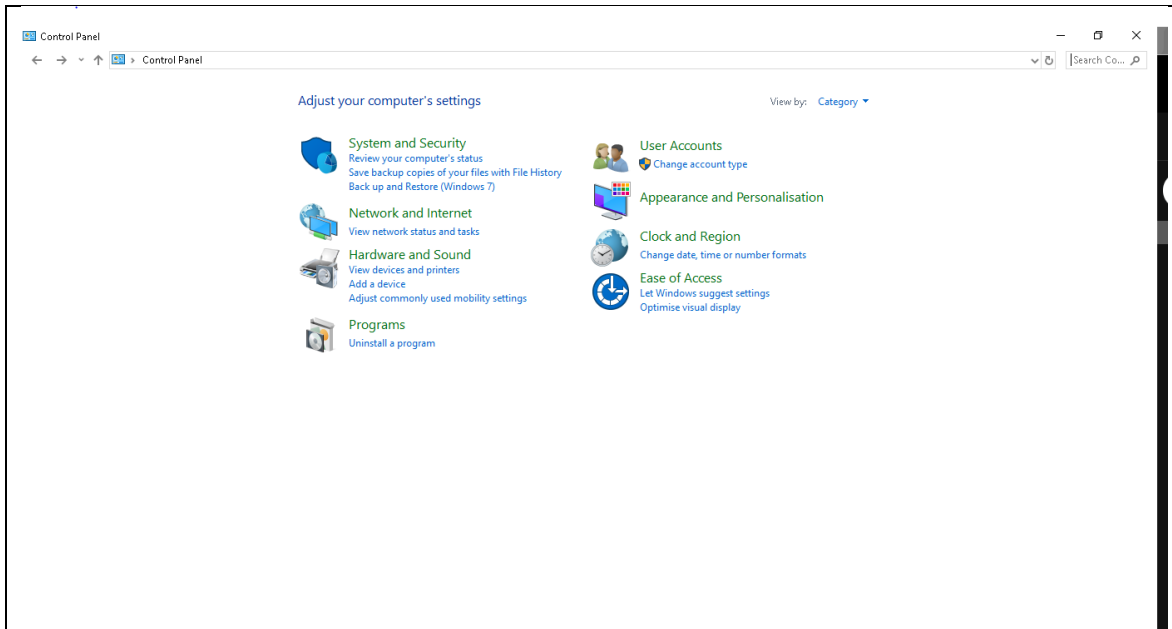 Control Panel
Control Panel
Search Co...
Adjust your computer's settings
View by: Category
System and Security
Review your computer's status
Save backup copies of your files with File History
Back up and Restore (Windows 7)
Network and Internet
View network status and tasks
Hardware and Sound
View devices and printers
Add a device
Adjust commonly used mobility settings
Programs
Uninstall a program
User Accounts
Change account type
Appearance and Personalisation
Clock and Region
Change date, time or number formats
Ease of Access
Let Windows suggest settings
Optimise visual display